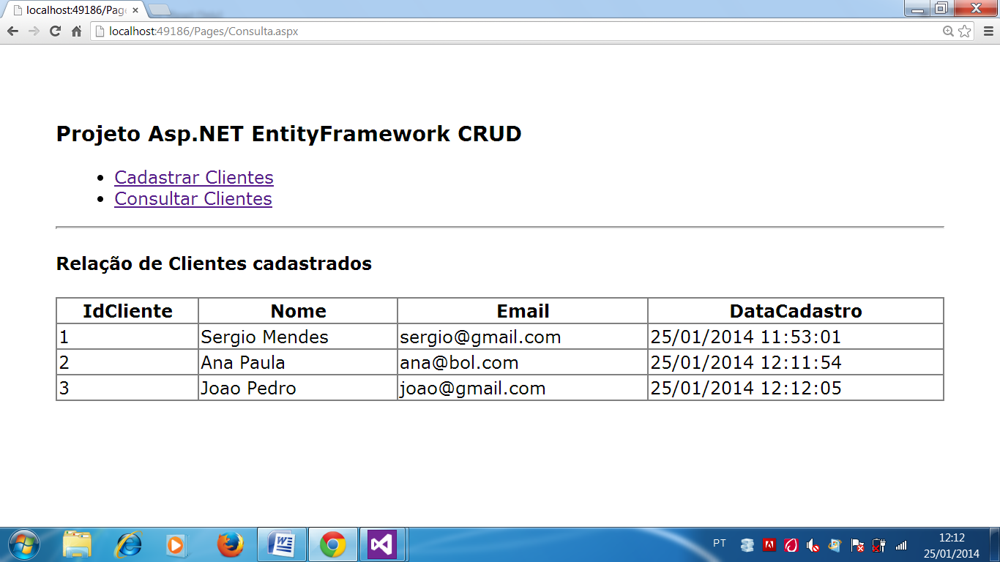 localhost:49186/Page
localhost:49186/Pages/Consulta.aspx
Projeto Asp.NET EntityFramework CRUD
• Cadastrar Clientes
• Consultar Clientes
Relação de Clientes cadastrados
IdCliente Nome Email DataCadastro
1 Sergio Mendes sergio@gmail.com 25/01/2014 11:53:01
2 Ana Paula ana@bol.com 25/01/2014 12:11:54
3 Joao Pedro joao@gmail.com 25/01/2014 12:12:05
PT
12:12
25/01/2014